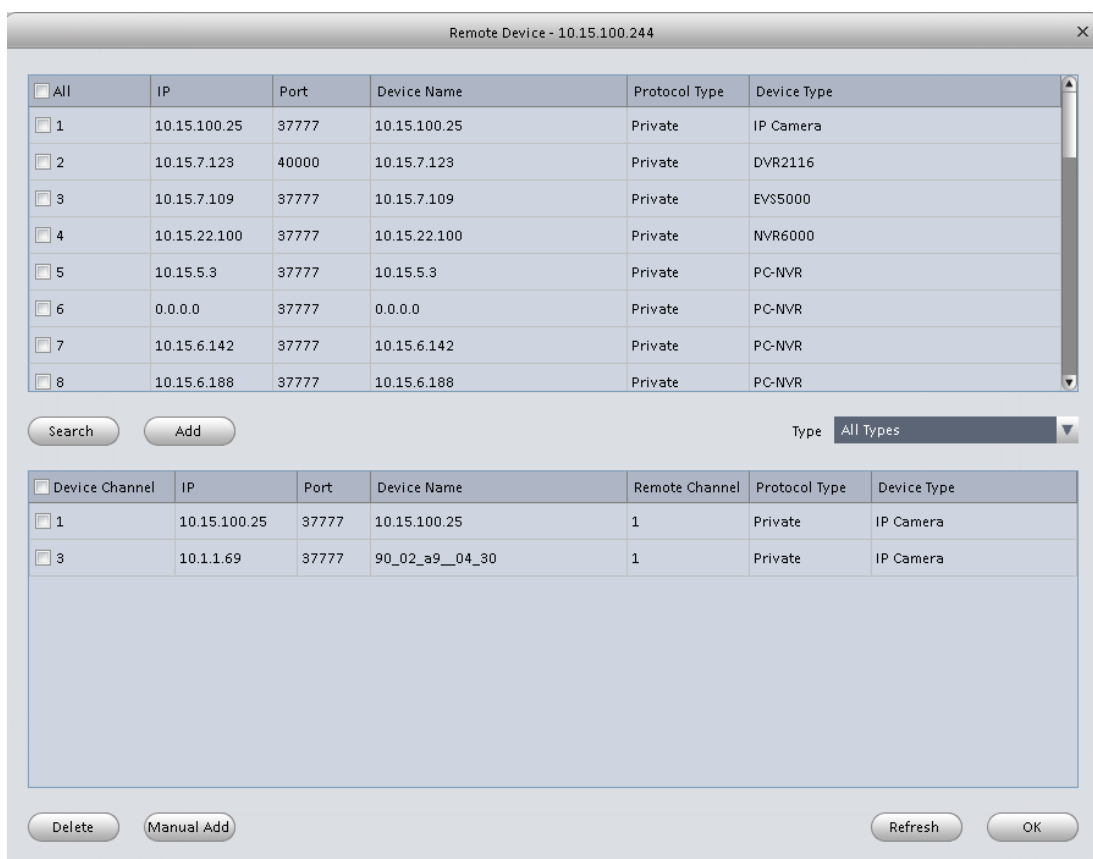 Remote Device - 10.15.100.244
All IP Port Device Name Protocol Type Device Type
1 10.15.100.25 37777 10.15.100.25 Private IP Camera
2 10.15.7.123 40000 10.15.7.123 Private DVR2116
3 10.15.7.109 37777 10.15.7.109 Private EVS5000
4 10.15.22.100 37777 10.15.22.100 Private NVR6000
5 10.15.5.3 37777 10.15.5.3 Private PC-NVR
6 0.0.0.0 37777 0.0.0.0 Private PC-NVR
7 10.15.6.142 37777 10.15.6.142 Private PC-NVR
8 10.15.6.188 37777 10.15.6.188 Private PC-NVR
Search Add Type All Types
Device Channel IP Port Device Name Remote Channel Protocol Type Device Type
1 10.15.100.25 37777 10.15.100.25 1 Private IP Camera
3 10.1.1.69 37777 90_02_a9__04_30 1 Private IP Camera
Delete Manual Add Refresh OK